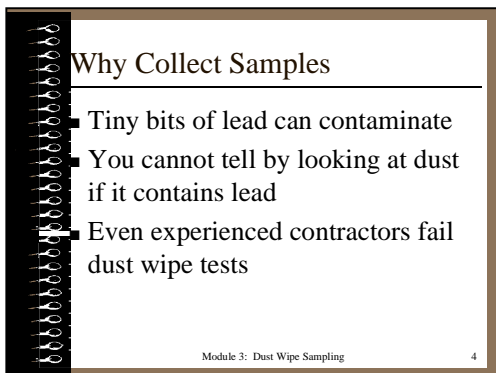 Why Collect Samples
■ Tiny bits of lead can contaminate
■ You cannot tell by looking at dust
if it contains lead
■ Even experienced contractors fail
dust wipe tests
Module 3: Dust Wipe Sampling 4